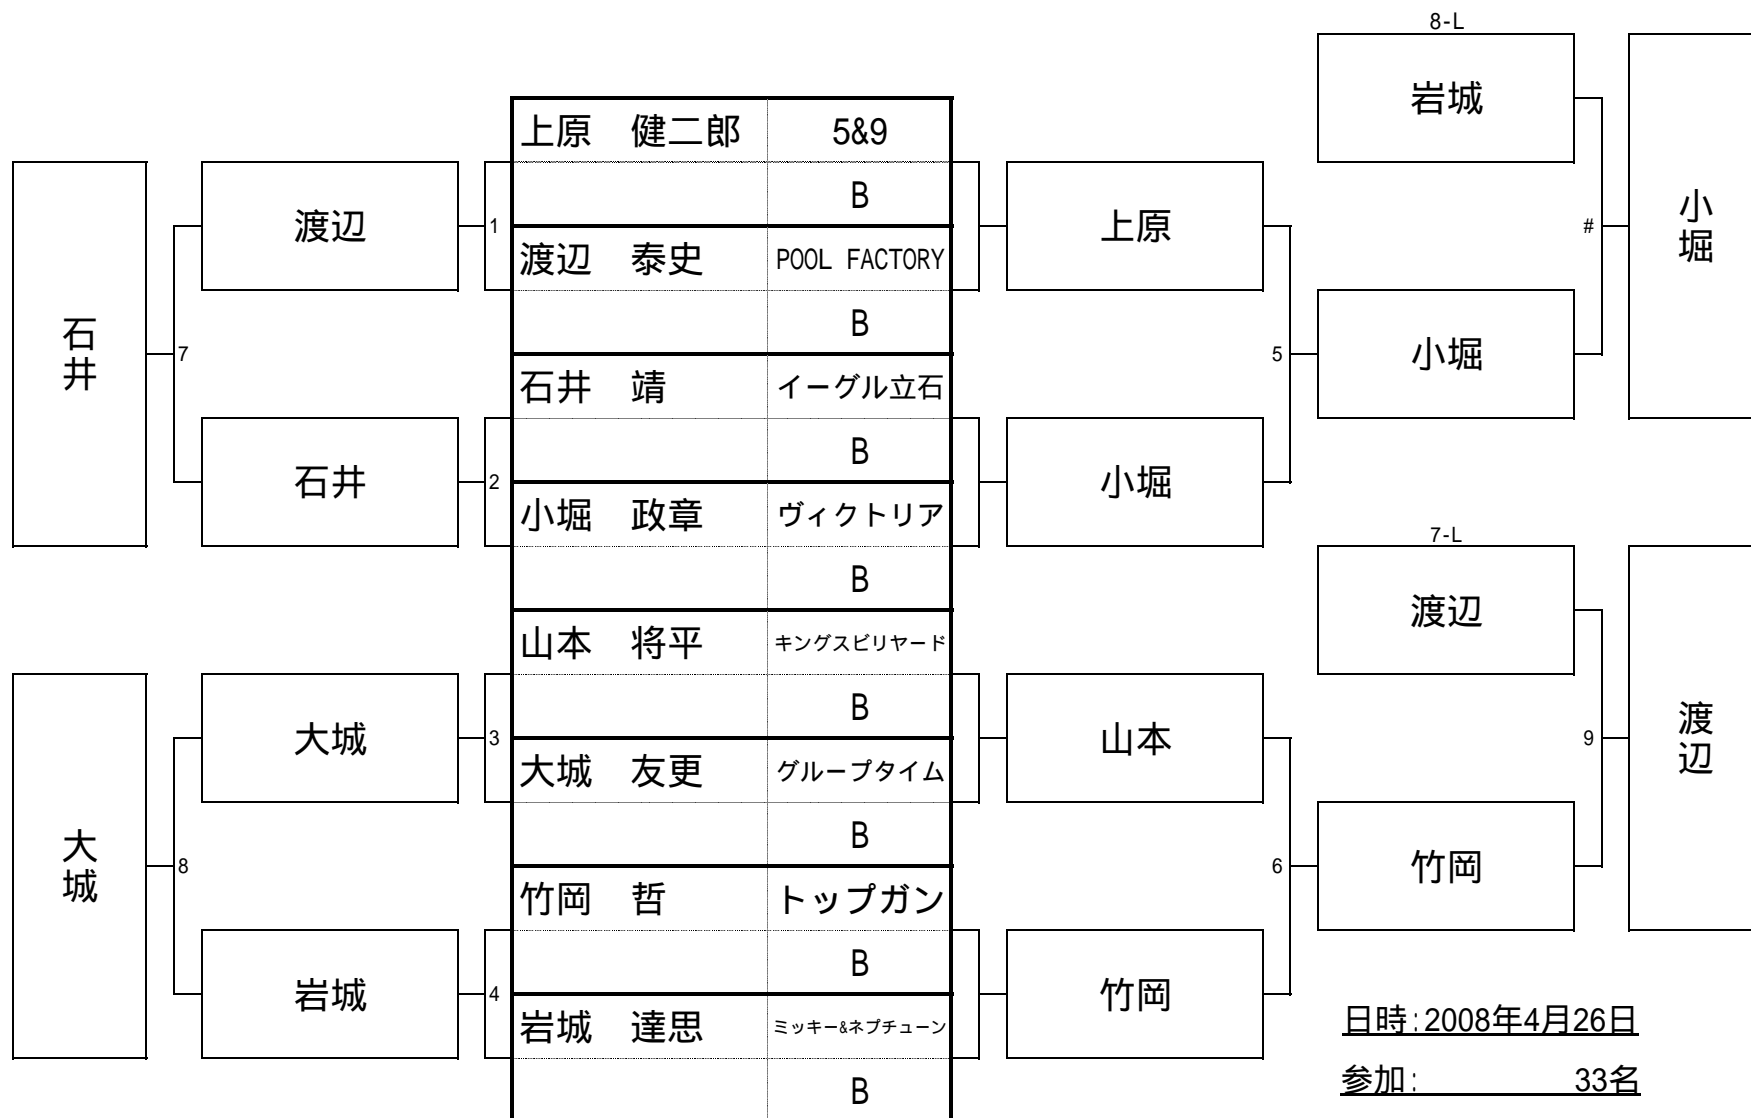 8-L
岩城
上原 健二郎 5&9
B
渡辺
1
上原
小堀
#
渡辺 泰史 POOL FACTORY
B
石井
7
5
小堀
石井 靖 イーグル立石
B
石井
2
小堀
小堀 政章 ヴィクトリア
7-L
B
渡辺
山本 将平 キングスビリヤード
B
大城
3
山本
9
渡辺
大城 友更 グループタイム
B
大城
8
6
竹岡
竹岡 哲 トップガン
B
岩城
4
竹岡
岩城 達思 ミッキー&ネプチューン
日時:2008年4月26日
B
参加: 33名